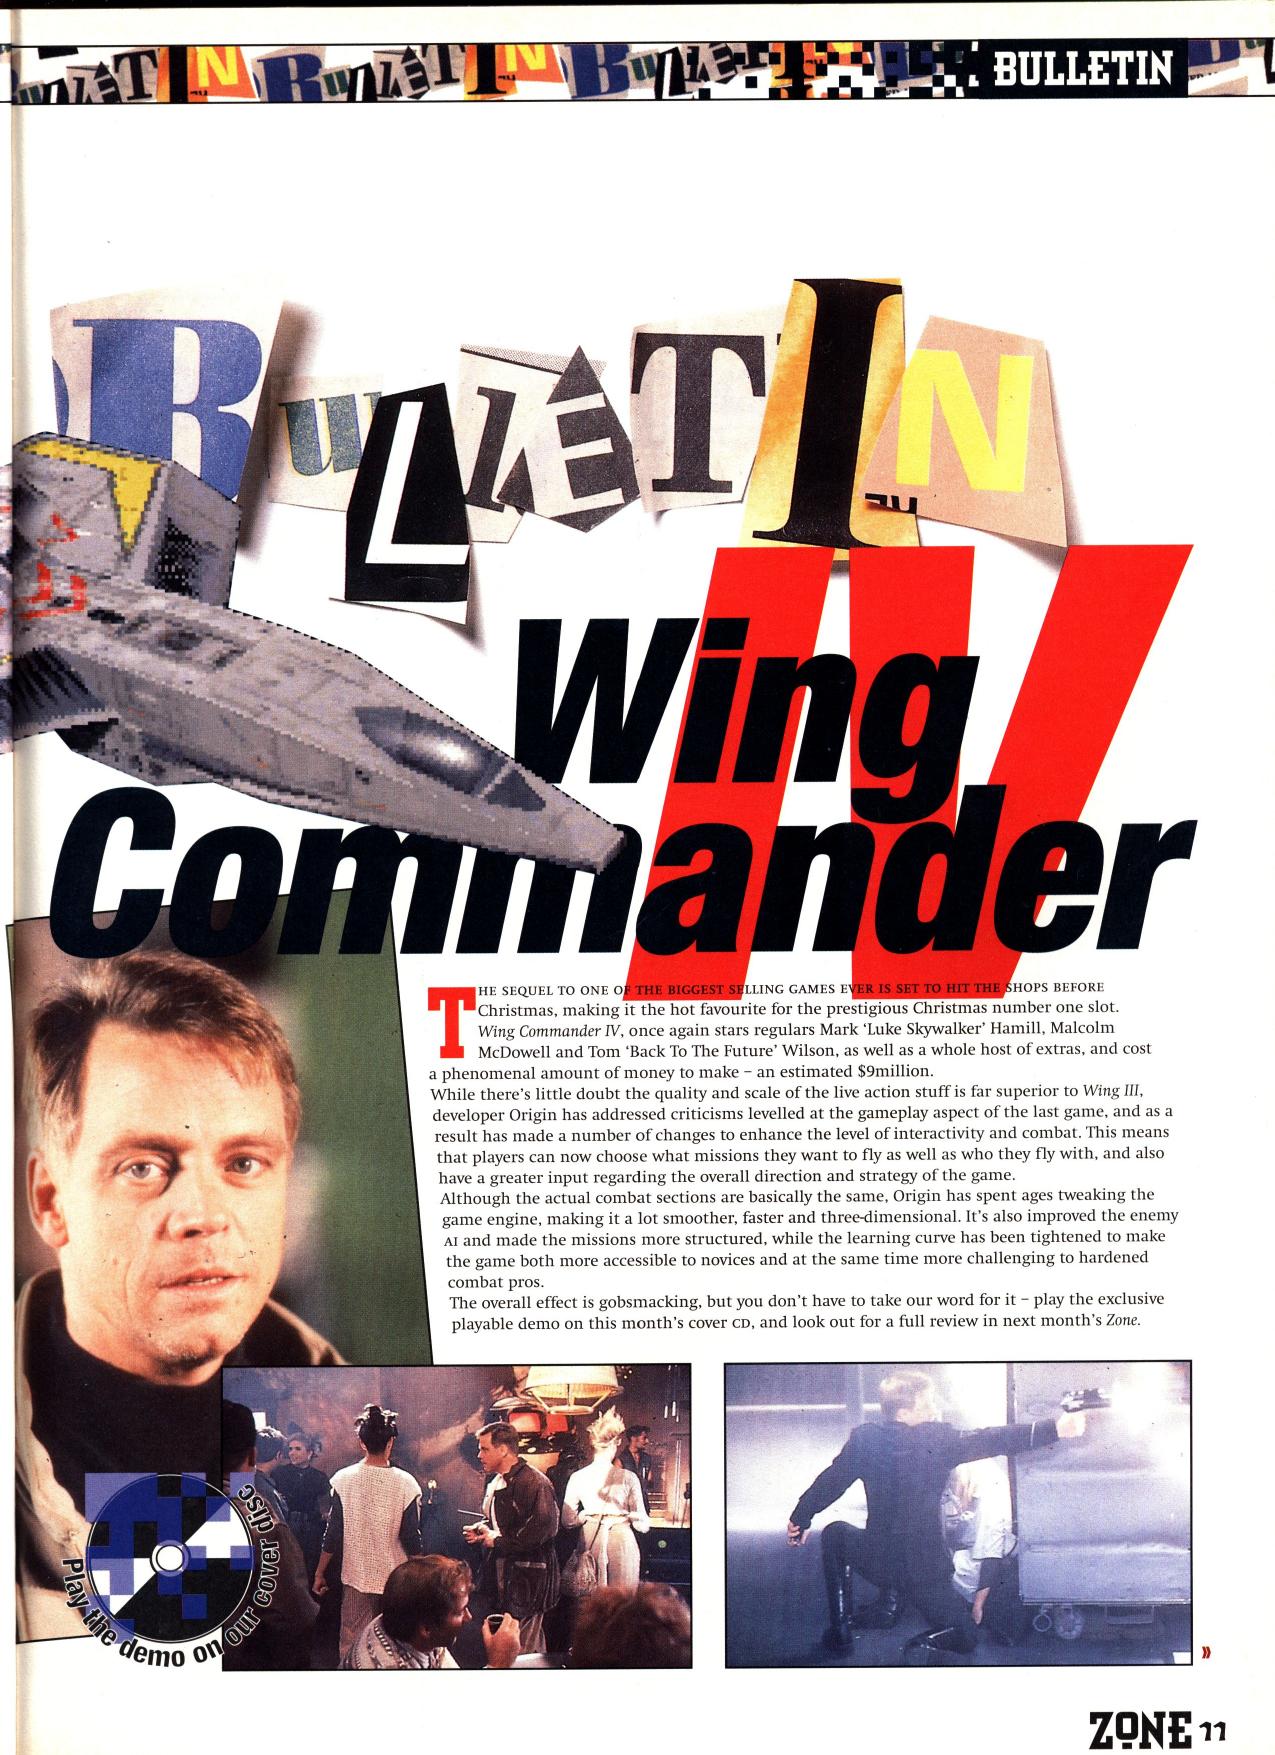 BULLETIN BULLETIN BULLETIN
BULLETIN
BULLETIN
IV
Wing
Commander
THE SEQUEL TO ONE OF THE BIGGEST SELLING GAMES EVER IS SET TO HIT THE SHOPS BEFORE
Christmas, making it the hot favourite for the prestigious Christmas number one slot.
Wing Commander IV, once again stars regulars Mark ‘Luke Skywalker’ Hamill, Malcolm
McDowell and Tom ‘Back To The Future’ Wilson, as well as a whole host of extras, and cost
a phenomenal amount of money to make – an estimated $9million.
While there’s little doubt the quality and scale of the live action stuff is far superior to Wing III,
developer Origin has addressed criticisms levelled at the gameplay aspect of the last game, and as a
result has made a number of changes to enhance the level of interactivity and combat. This means
that players can now choose what missions they want to fly as well as who they fly with, and also
have a greater input regarding the overall direction and strategy of the game.
Although the actual combat sections are basically the same, Origin has spent ages tweaking the
game engine, making it a lot smoother, faster and three-dimensional. It’s also improved the enemy
AI and made the missions more structured, while the learning curve has been tightened to make
the game both more accessible to novices and at the same time more challenging to hardened
combat pros.
The overall effect is gobsmacking, but you don’t have to take our word for it – play the exclusive
playable demo on this month’s cover CD, and look out for a full review in next month’s Zone.
Play the demo on our cover disc
»
ZONE 11